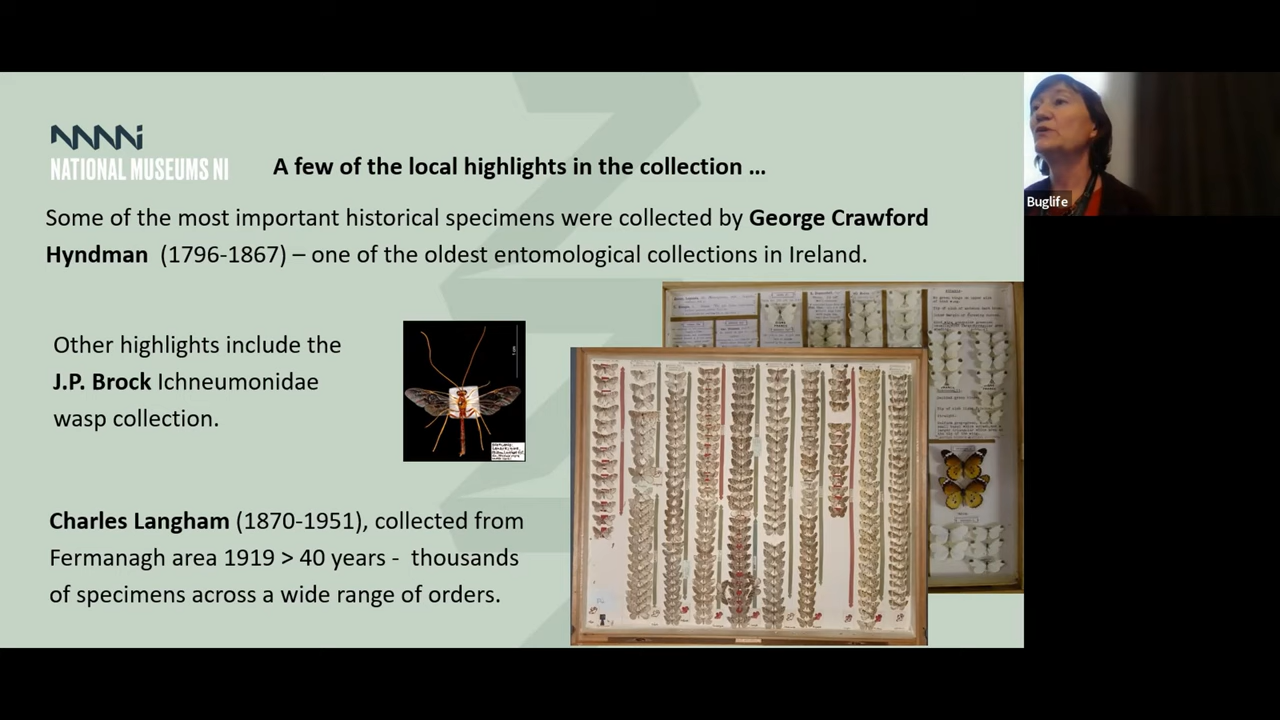 NATIONAL MUSEUMS NI
A few of the local highlights in the collection ...
Buglife
Some of the most important historical specimens were collected by George Crawford
Hyndman (1796-1867) – one of the oldest entomological collections in Ireland.
Other highlights include the
J.P. Brock Ichneumonidae
wasp collection.
Charles Langham (1870-1951), collected from
Fermanagh area 1919 > 40 years - thousands
of specimens across a wide range of orders.